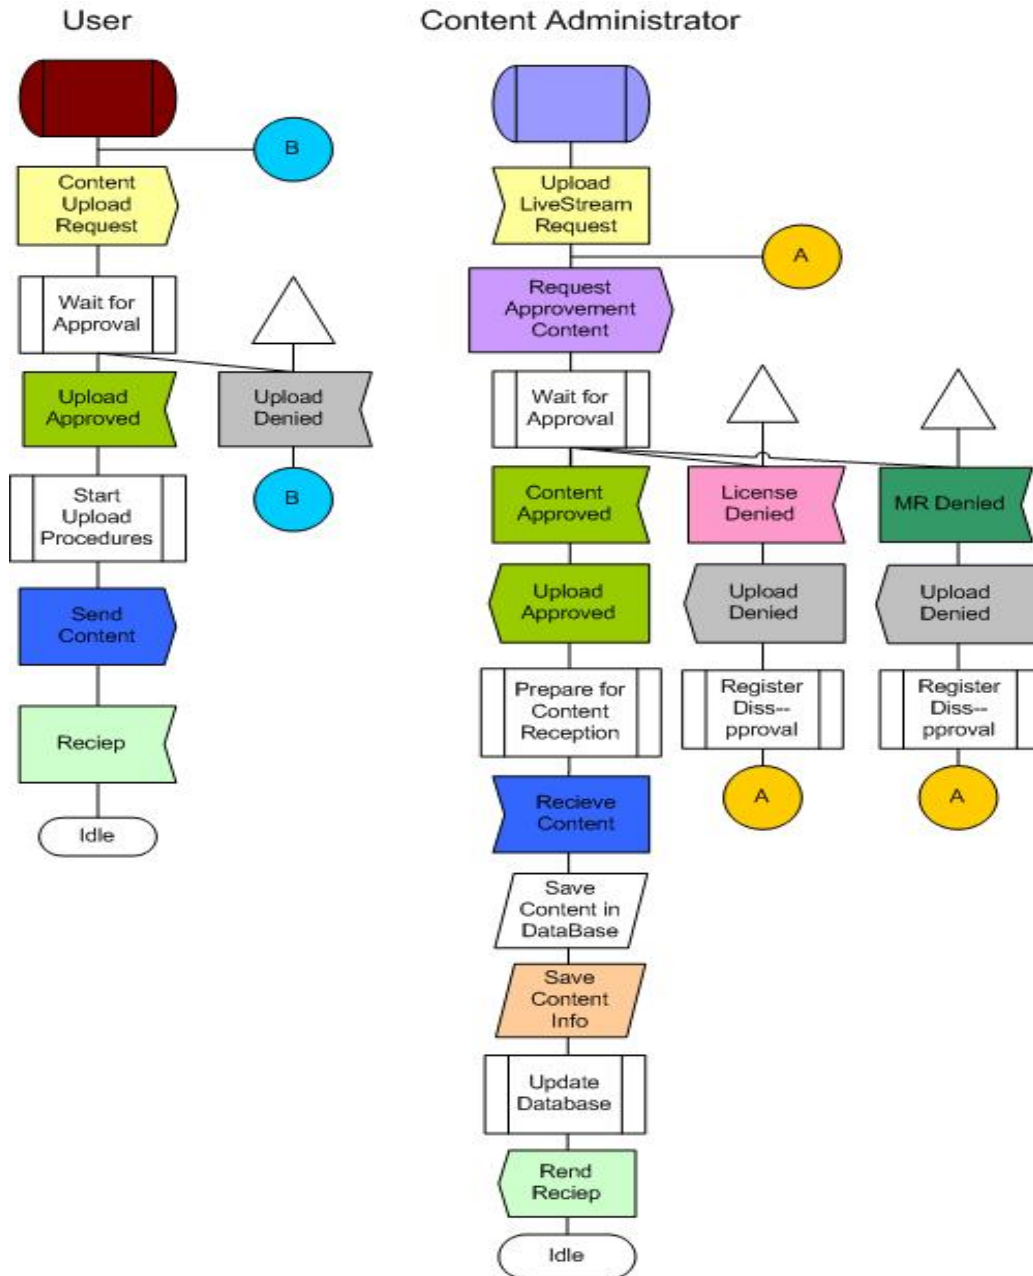 User
Content Administrator
B
Content
Upload
Request
Wait for
Approval
Upload
Approved
Upload
Denied
Start
Upload
Procedures
B
Send
Content
Reciep
Idle
Upload
LiveStream
Request
A
Request
Approvement
Content
Wait for
Approval
Content
Approved
License
Denied
MR Denied
Upload
Approved
Upload
Denied
Upload
Denied
Prepare for
Content
Reception
Register
Diss--
pproval
Register
Diss--
pproval
Recieve
Content
A
A
Save
Content in
DataBase
Save
Content
Info
Update
Database
Rend
Reciep
Idle